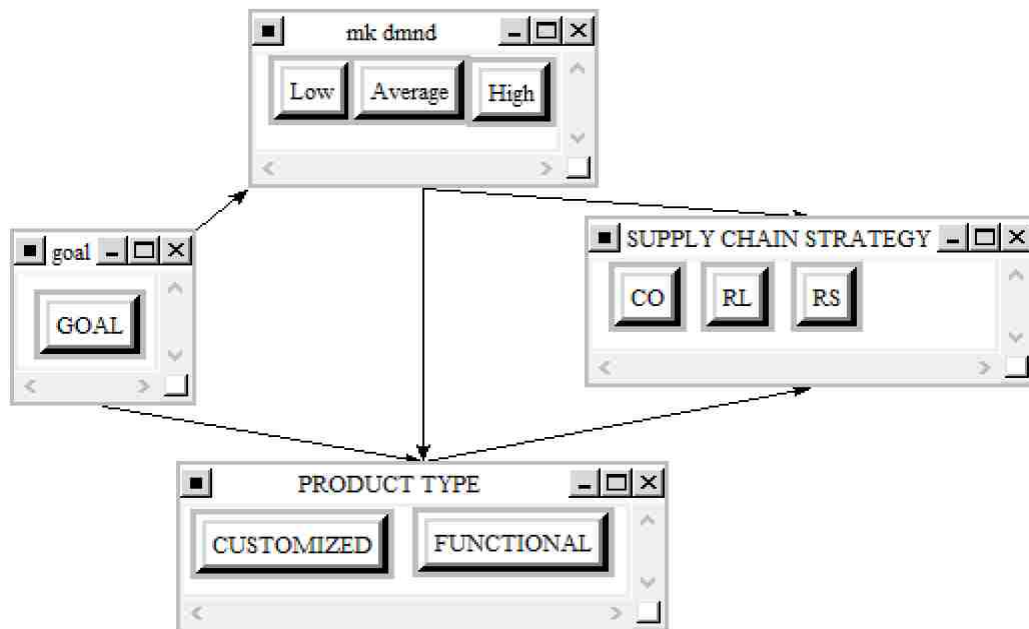 mk dmnd
Low Average High
goal
GOAL
SUPPLY CHAIN STRATEGY
CO RL RS
PRODUCT TYPE
CUSTOMIZED FUNCTIONAL